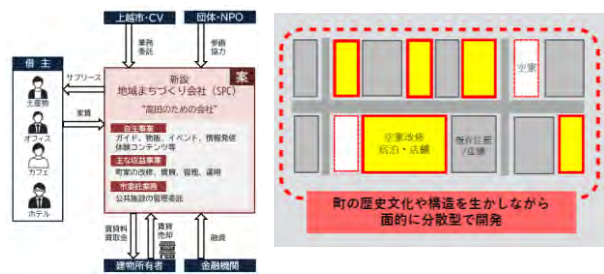 上越市・CV
団体・NPO
業務
委託
参画
協力
借主
サブリース
土産物
家賃
オフィス
カフェ
ホテル
案
新設
地域まちづくり会社（SPC）
"高田のための会社"
自主事業
ガイド、物販、イベント、情報発信
体験コンテンツ等
主な収益事業
町家の改修、賃貸、管理、運用
市委託業務
公共施設の管理委託
賃貸料
買取金
賃貸
売却
融資
建物所有者
金融機関
空家
空家改修
宿泊・店舗
既存住居
/店舗
町の歴史文化や構造を生かしながら
面的に分散型で開発